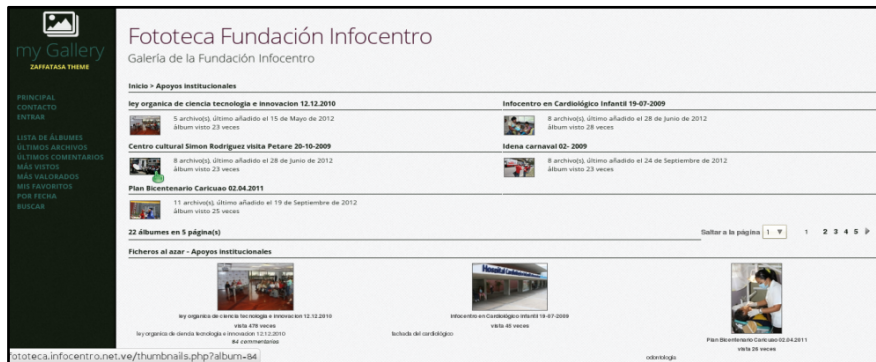 my Gallery
ZAFFATASA THEME
PRINCIPAL
CONTACTO
ENTRAR
LISTA DE ÁLBUMES
ÚLTIMOS ARCHIVOS
ÚLTIMOS COMENTARIOS
MÁS VISTOS
MÁS VALORADOS
MIS FAVORITOS
POR FECHA
BUSCAR
Fototeca Fundación Infocentro
Galería de la Fundación Infocentro
Inicio > Apoyos institucionales
ley organica de ciencia tecnologia e innovacion 12.12.2010
5 archivo(s), último añadido el 15 de Mayo de 2012
álbum visto 23 veces
Infocentro en Cardiológico Infantil 19-07-2009
8 archivo(s), último añadido el 28 de Junio de 2012
álbum visto 28 veces
Centro cultural Simon Rodriguez visita Petare 20-10-2009
8 archivo(s), último añadido el 28 de Junio de 2012
álbum visto 23 veces
Idena carnaval 02- 2009
8 archivo(s), último añadido el 24 de Septiembre de 2012
álbum visto 23 veces
Plan Bicentenario Caricuao 02.04.2011
11 archivo(s), último añadido el 19 de Septiembre de 2012
álbum visto 25 veces
22 álbumes en 5 página(s)
Saltar a la página 1 1 2 3 4 5
Ficheros al azar - Apoyos institucionales
ley organica de ciencia tecnologia e innovacion 12.12.2010
vista 478 veces
ley organica de ciencia tecnologia e innovacion 12.12.2010
84 commentarios
Infocentro en Cardiológico Infantil 19-07-2009
vista 45 veces
fachada del cardiológico
Plan Bicentenario Caricuao 02.04.2011
vista 26 veces
odontología
fototeca.infocentro.net.ve/thumbnails.php?album=84